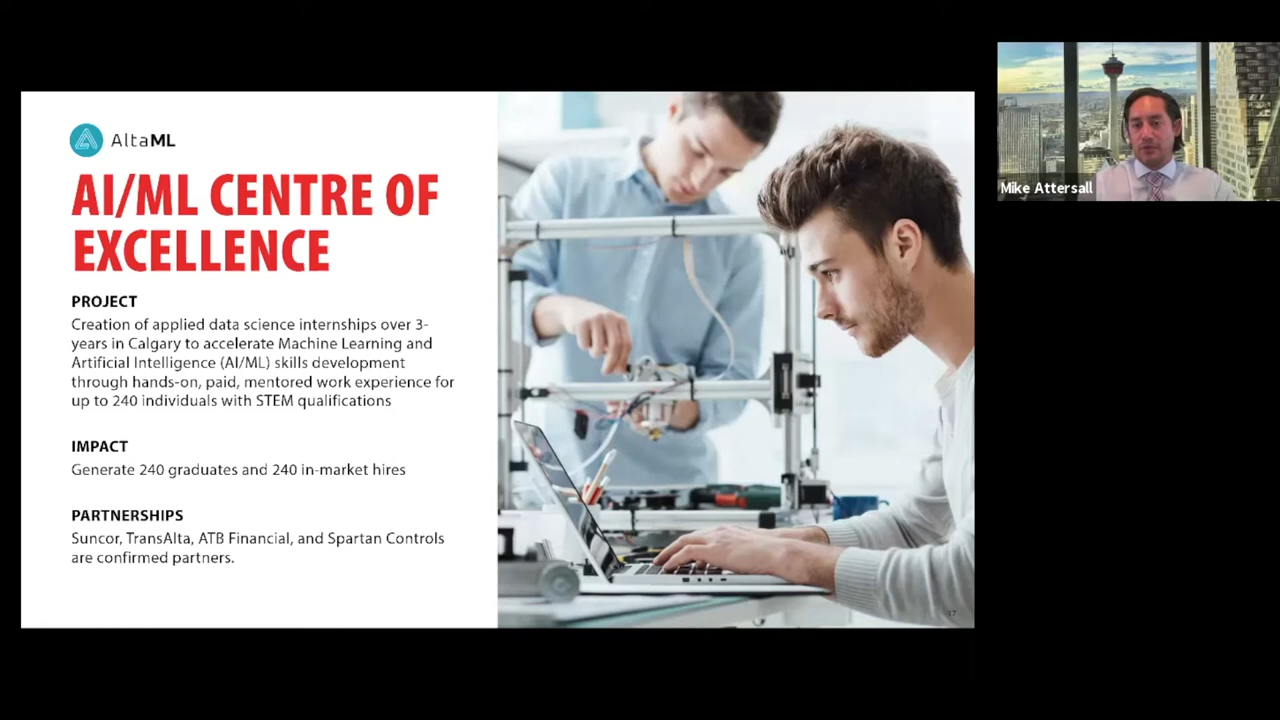 AltaML
AI/ML CENTRE OF
EXCELLENCE
PROJECT
Creation of applied data science internships over 3-
years in Calgary to accelerate Machine Learning and
Artificial Intelligence (AI/ML) skills development
through hands-on, paid, mentored work experience for
up to 240 individuals with STEM qualifications
IMPACT
Generate 240 graduates and 240 in-market hires
PARTNERSHIPS
Suncor, TransAlta, ATB Financial, and Spartan Controls
are confirmed partners.
17
Mike Attersall